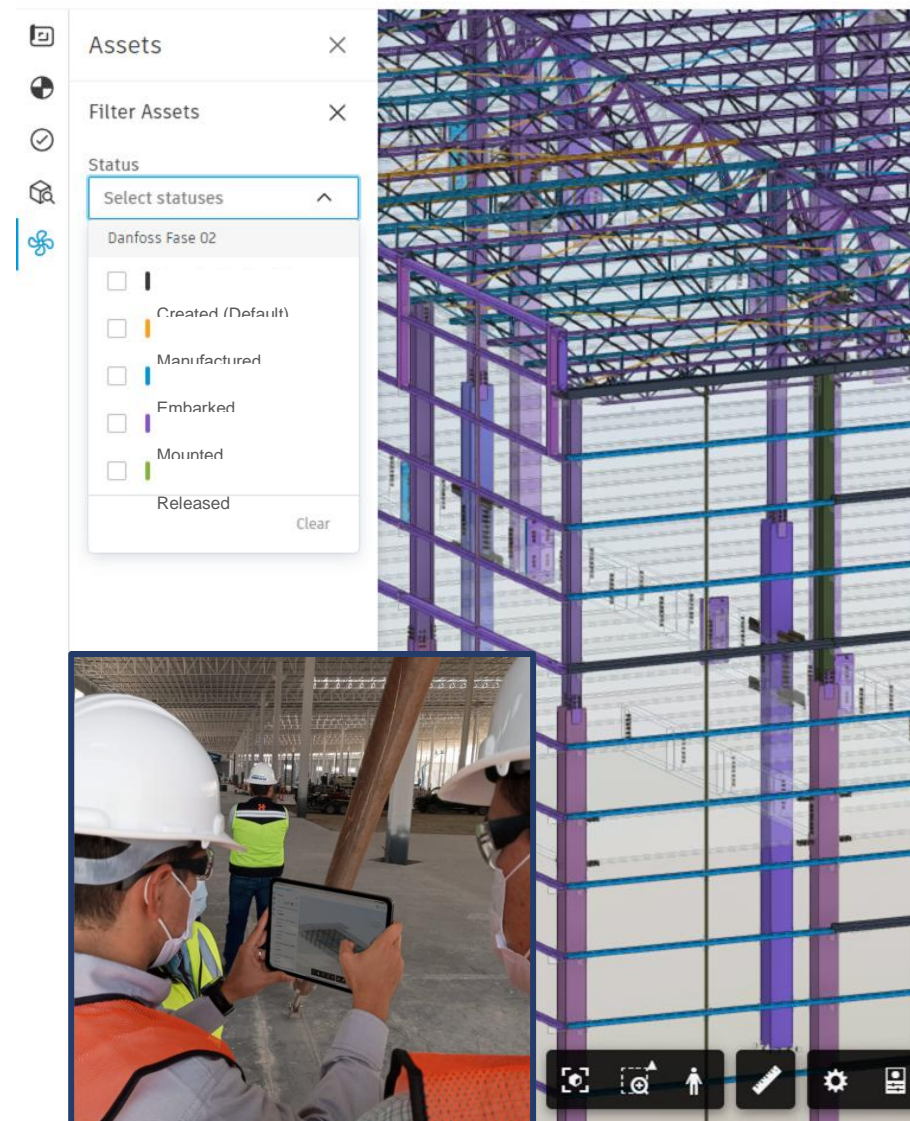 Assets
Filter Assets
Status
Select statuses
Danfoss Fase 02
Created (Default)
Manufactured
Embarked
Mounted
Released
Clear